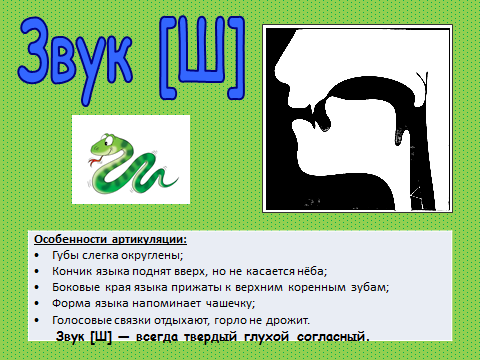 Звук [Ш]
Особенности артикуляции:
• Губы слегка округлены;
• Кончик языка поднят вверх, но не касается нёба;
• Боковые края языка прижаты к верхним коренным зубам;
• Форма языка напоминает чашечку;
• Голосовые связки отдыхают, горло не дрожит.
Звук [Ш] — всегда твердый глухой согласный.